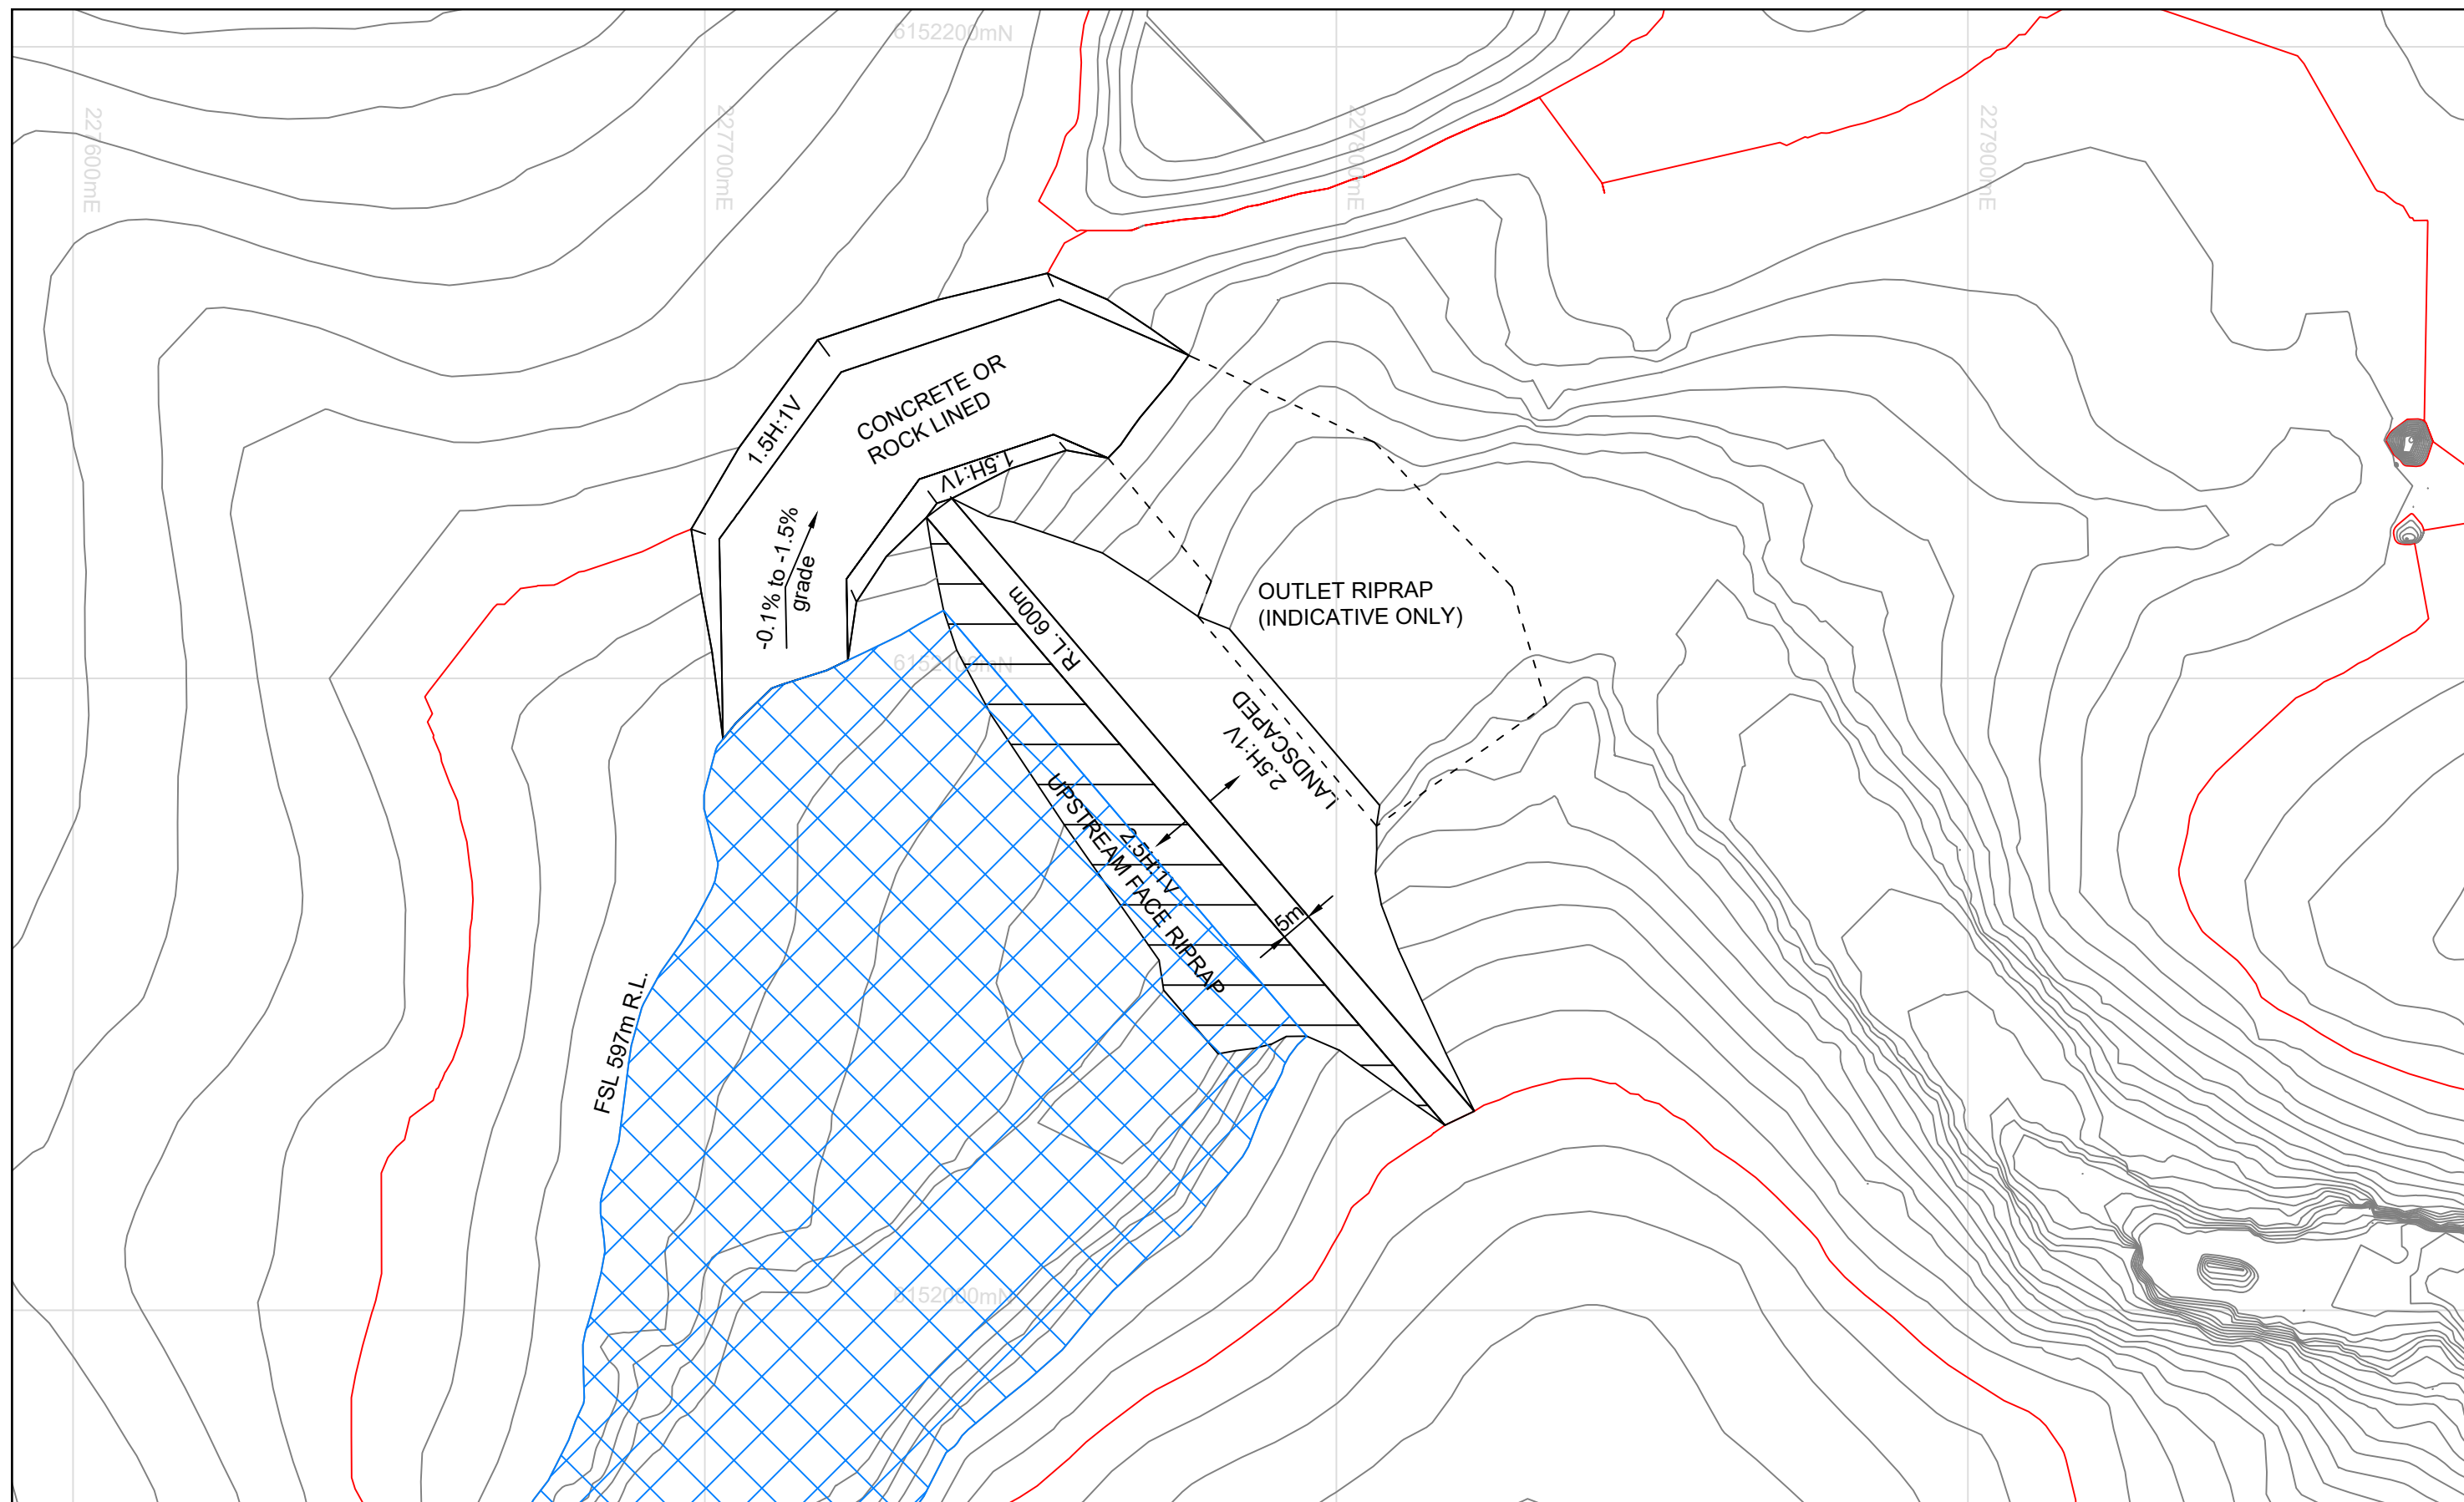 6152200mN
227600mE
227700mE
227800mE
227900mE
CONCRETE OR
ROCK LINED
1.5H:1V
1.5H:1V
-0.1% to -1.5%
grade
R.L. 600m
OUTLET RIPRAP
(INDICATIVE ONLY)
6152100mN
LANDSCAPED
2.5H:1V
2.5H:1V
UPSTREAM FACE RIPRAP
5m
FSL 597m R.L.
6152000mN